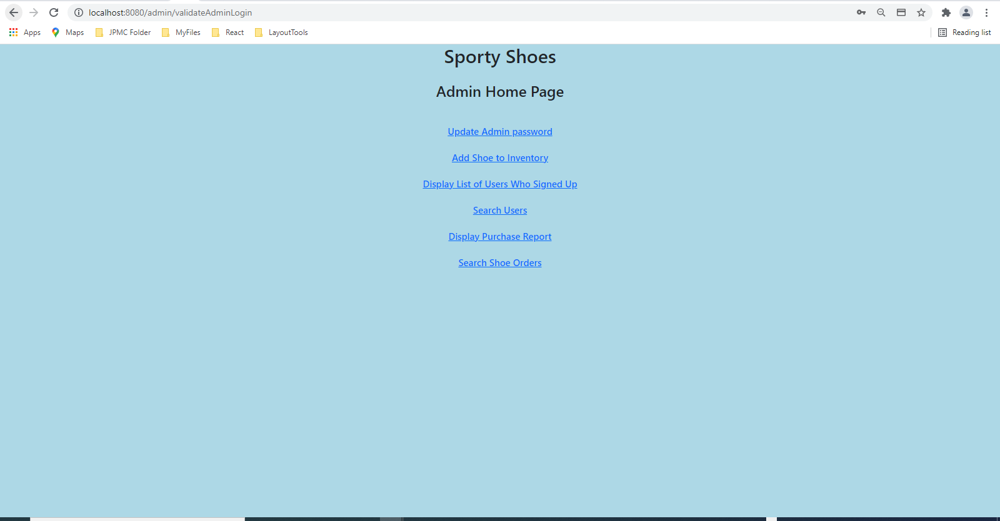 localhost:8080/admin/validateAdminLogin
Apps Maps JPMC Folder MyFiles React LayoutTools Reading list
Sporty Shoes
Admin Home Page
Update Admin password
Add Shoe to Inventory
Display List of Users Who Signed Up
Search Users
Display Purchase Report
Search Shoe Orders